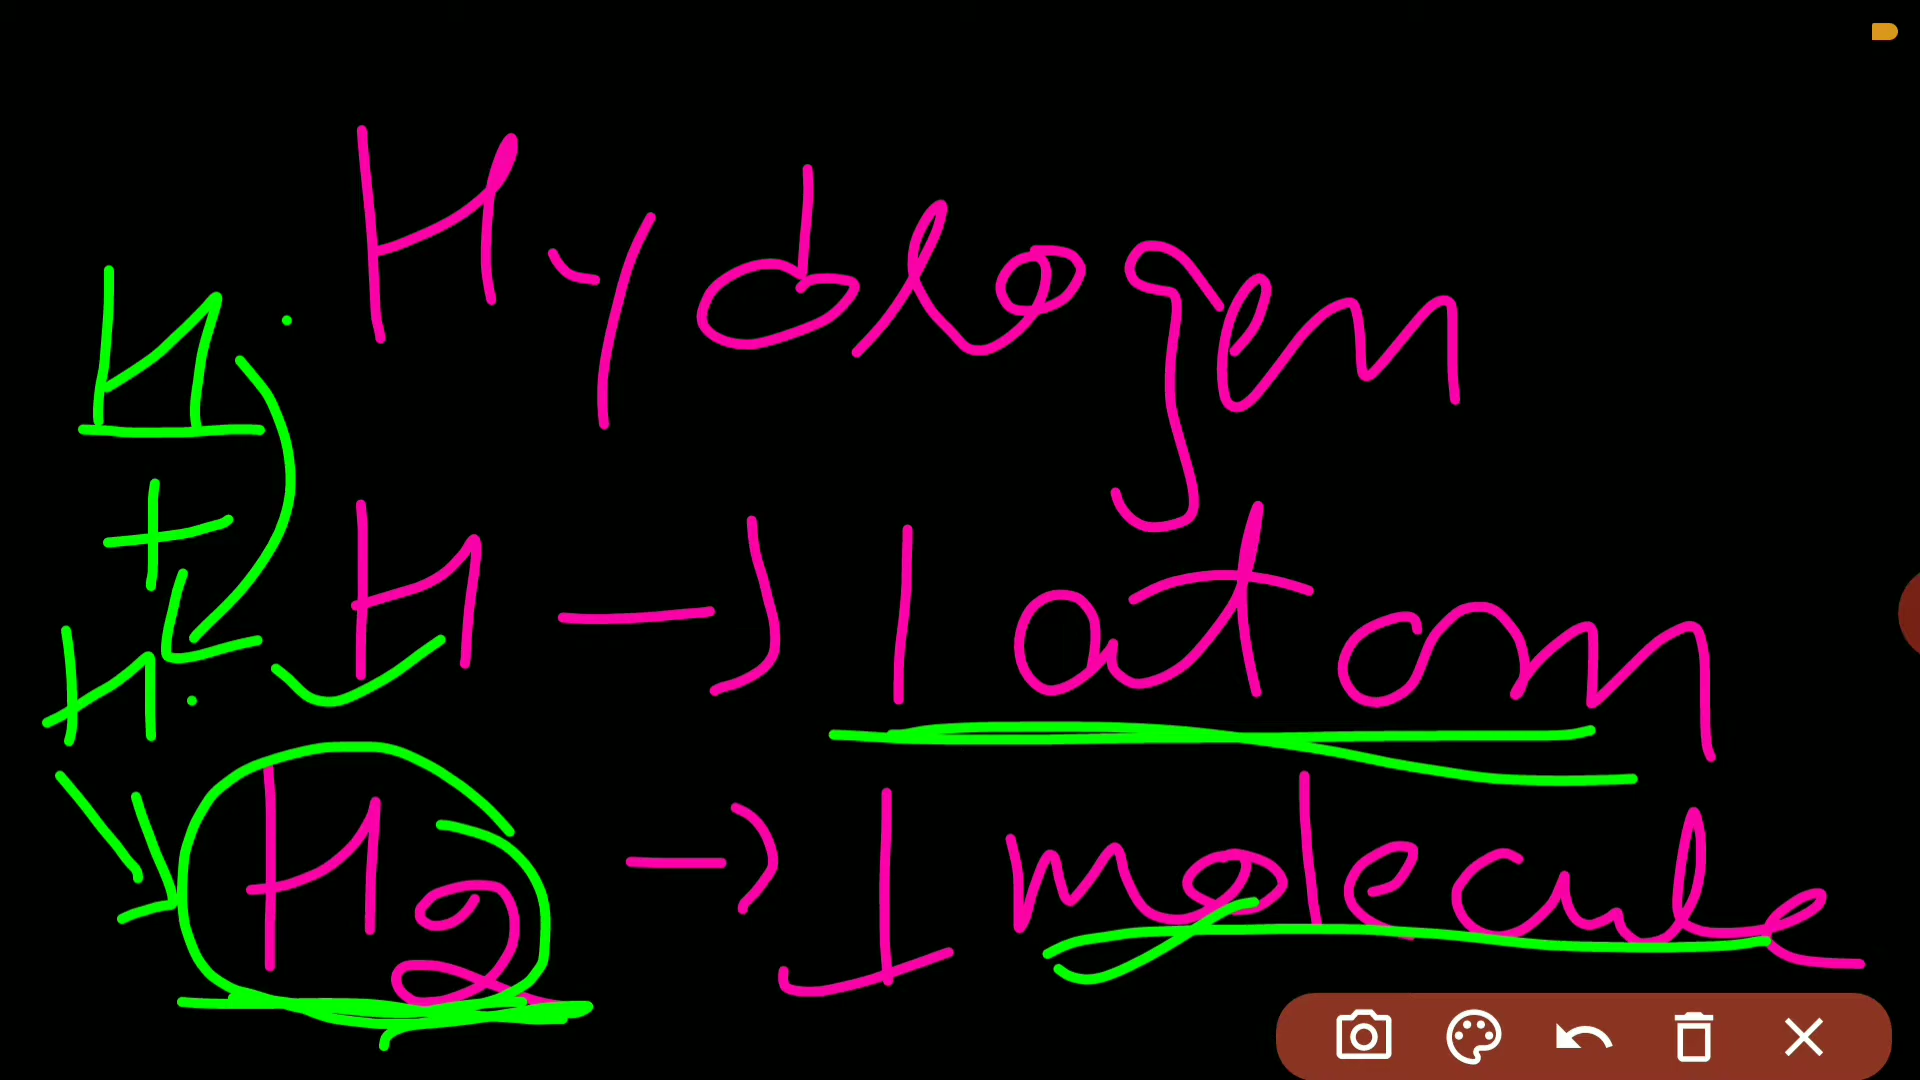 Hydrogen
H
+
H
H → 1 atom
H2 → 1 molecule